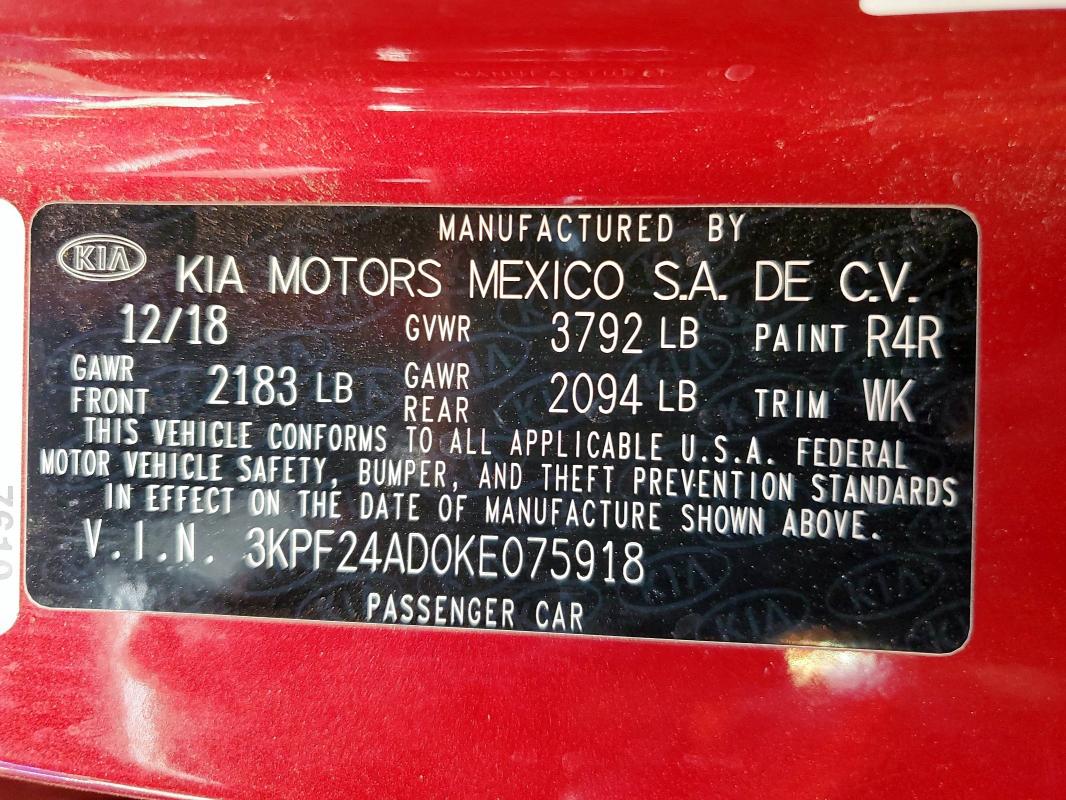 MANUFACTURED BY
KIA
KIA MOTORS MEXICO S.A. DE C.V.
12/18 GVWR 3792 LB PAINT R4R
GAWR FRONT 2183 LB GAWR REAR 2094 LB TRIM WK
THIS VEHICLE CONFORMS TO ALL APPLICABLE U.S.A. FEDERAL
MOTOR VEHICLE SAFETY, BUMPER, AND THEFT PREVENTION STANDARDS
IN EFFECT ON THE DATE OF MANUFACTURE SHOWN ABOVE.
V.I.N. 3KPF24AD0KE075918
PASSENGER CAR